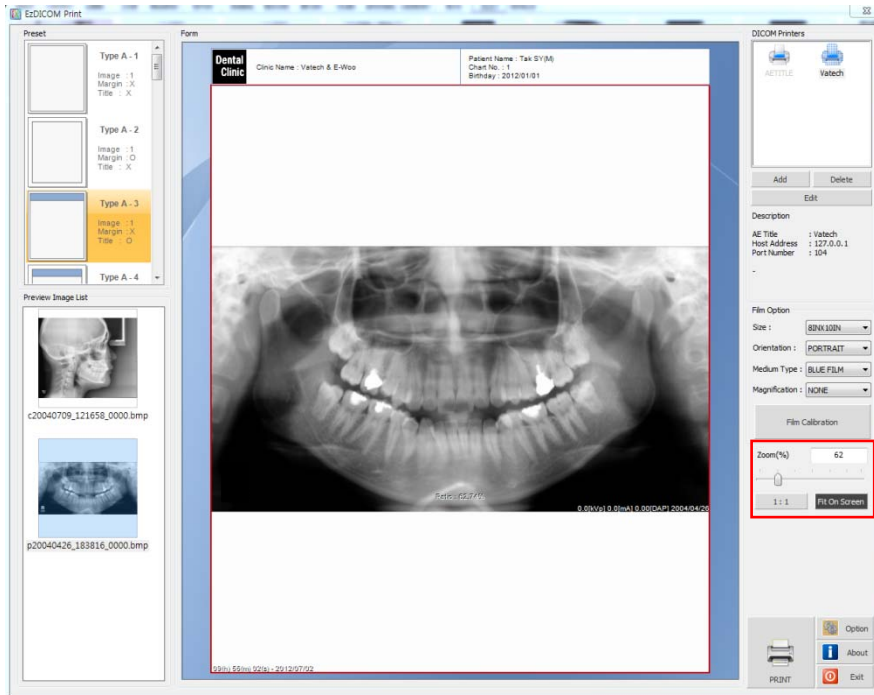 EzDICOM Print
Preset
Type A - 1
Image : 1
Margin : X
Title : X
Type A - 2
Image : 1
Margin : O
Title : X
Type A - 3
Image : 1
Margin : X
Title : O
Type A - 4
Preview Image List
c20040709_121658_0000.bmp
p20040426_183816_0000.bmp
Form
Dental
Clinic
Clinic Name : Vatech & E-Woo
Patient Name : Tak SY(M)
Chart No. : 1
Birthday : 2012/01/01
0.0[kVp] 0.0[mA] 0.00[DAP] 2004/04/26
DICOM Printers
AETITLE
Vatech
Add
Delete
Edit
Description
AE Title : Vatech
Host Address : 127.0.0.1
Port Number : 104
-
Film Option
Size : 8INX10IN
Orientation : PORTRAIT
Medium Type : BLUE FILM
Magnification : NONE
Film Calibration
Zoom(%) 62
1 : 1
Fit On Screen
PRINT
Option
About
Exit